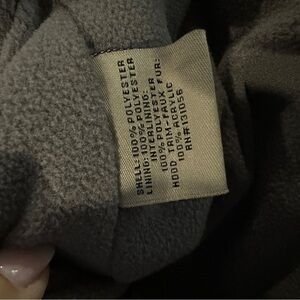 SHELL: 100% POLYESTER
LINING: 100% POLYESTER
INTERLINING:
100% POLYESTER
HOOD TRIM-FAUX FUR:
100% ACRYLIC
RN#131056